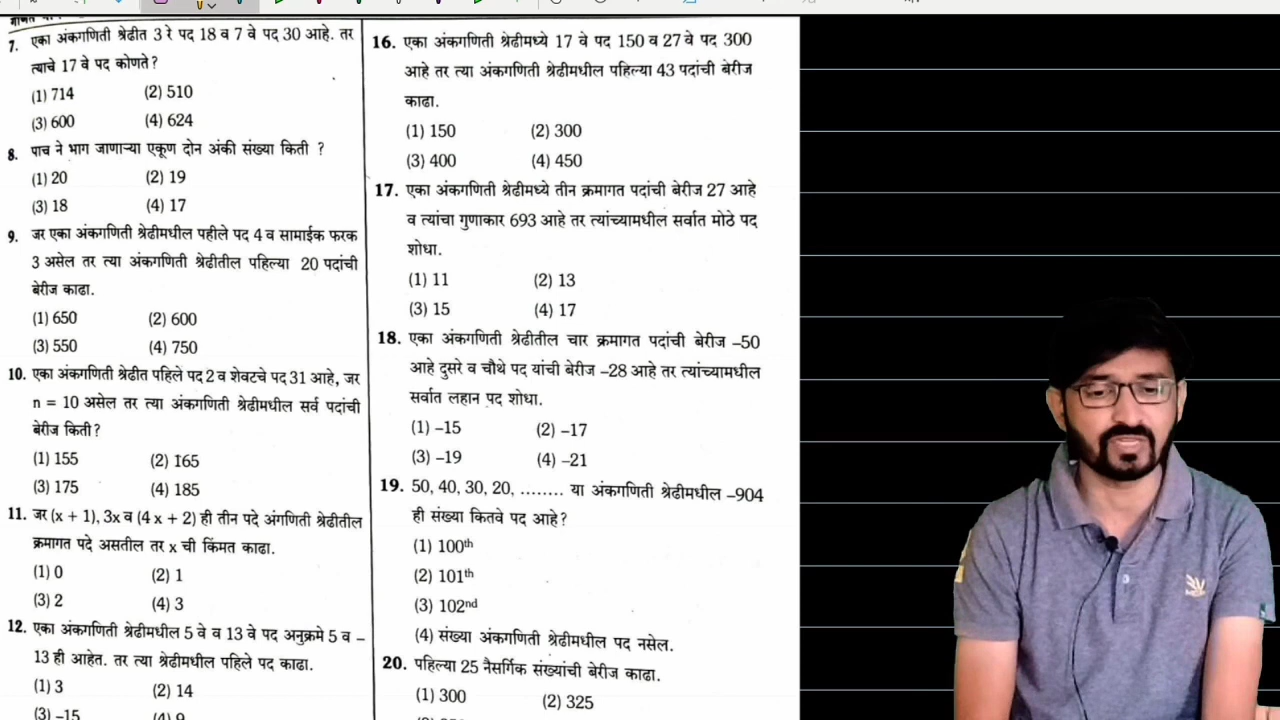 7. एका अंकगणिती श्रेढीत 3 रे पद 18 व 7 वे पद 30 आहे. तर
त्याचे 17 वे पद कोणते?
(1) 714 (2) 510
(3) 600 (4) 624
8. पाच ने भाग जाणाऱ्या एकूण दोन अंकी संख्या किती ?
(1) 20 (2) 19
(3) 18 (4) 17
9. जर एका अंकगणिती श्रेढीमधील पहीले पद 4 व सामाईक फरक
3 असेल तर त्या अंकगणिती श्रेढीतील पहिल्या 20 पदांची
बेरीज काढा.
(1) 650 (2) 600
(3) 550 (4) 750
10. एका अंकगणिती श्रेढीत पहिले पद 2 व शेवटचे पद 31 आहे, जर
n = 10 असेल तर त्या अंकगणिती श्रेढीमधील सर्व पदांची
बेरीज किती?
(1) 155 (2) 165
(3) 175 (4) 185
11. जर (x + 1), 3x व (4 x + 2) ही तीन पदे अंगणिती श्रेढीतील
क्रमागत पदे असतील तर x ची किंमत काढा.
(1) 0 (2) 1
(3) 2 (4) 3
12. एका अंकगणिती श्रेढीमधील 5 वे व 13 वे पद अनुक्रमे 5 व –
13 ही आहेत. तर त्या श्रेढीमधील पहिले पद काढा.
(1) 3 (2) 14
(3) –15 (4) 9
16. एका अंकगणिती श्रेढीमध्ये 17 वे पद 150 व 27 वे पद 300
आहे तर त्या अंकगणिती श्रेढीमधील पहिल्या 43 पदांची बेरीज
काढा.
(1) 150 (2) 300
(3) 400 (4) 450
17. एका अंकगणिती श्रेढीमध्ये तीन क्रमागत पदांची बेरीज 27 आहे
व त्यांचा गुणाकार 693 आहे तर त्यांच्यामधील सर्वात मोठे पद
शोधा.
(1) 11 (2) 13
(3) 15 (4) 17
18. एका अंकगणिती श्रेढीतील चार क्रमागत पदांची बेरीज –50
आहे दुसरे व चौथे पद यांची बेरीज –28 आहे तर त्यांच्यामधील
सर्वात लहान पद शोधा.
(1) –15 (2) –17
(3) –19 (4) –21
19. 50, 40, 30, 20, ........ या अंकगणिती श्रेढीमधील –904
ही संख्या कितवे पद आहे?
(1) 100th
(2) 101th
(3) 102nd
(4) संख्या अंकगणिती श्रेढीमधील पद नसेल.
20. पहिल्या 25 नैसर्गिक संख्यांची बेरीज काढा.
(1) 300 (2) 325